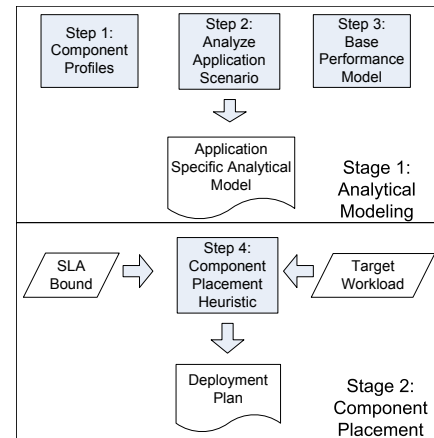 Step 1:
Component
Profiles
Step 2:
Analyze
Application
Scenario
Step 3:
Base
Performance
Model
Application
Specific Analytical
Model
Stage 1:
Analytical
Modeling
SLA
Bound
Step 4:
Component
Placement
Heuristic
Target
Workload
Deployment
Plan
Stage 2:
Component
Placement